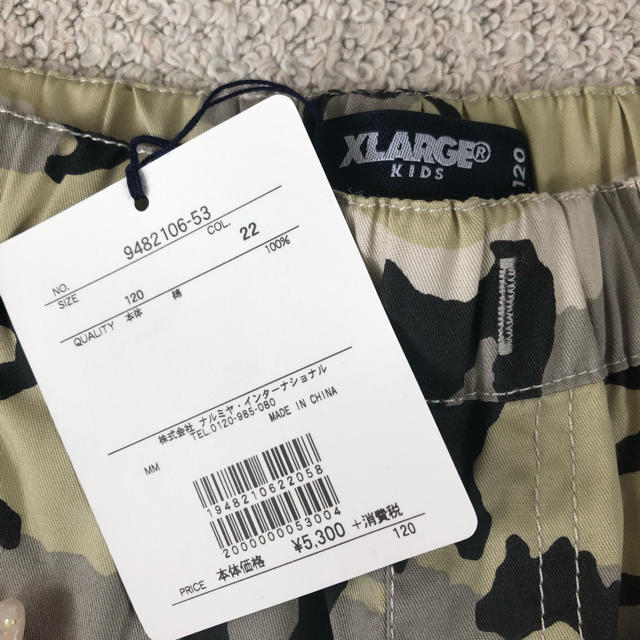 XLARGE®
KIDS
120
NO. 9482106-53 COL. 22
SIZE 120 綿 100%
QUALITY 本体
株式会社 ナルミヤ・インターナショナル
TEL.0120-985-080 MADE IN CHINA
MM
1948210622058
2000000053004
PRICE 本体価格 ¥5,300 +消費税
120